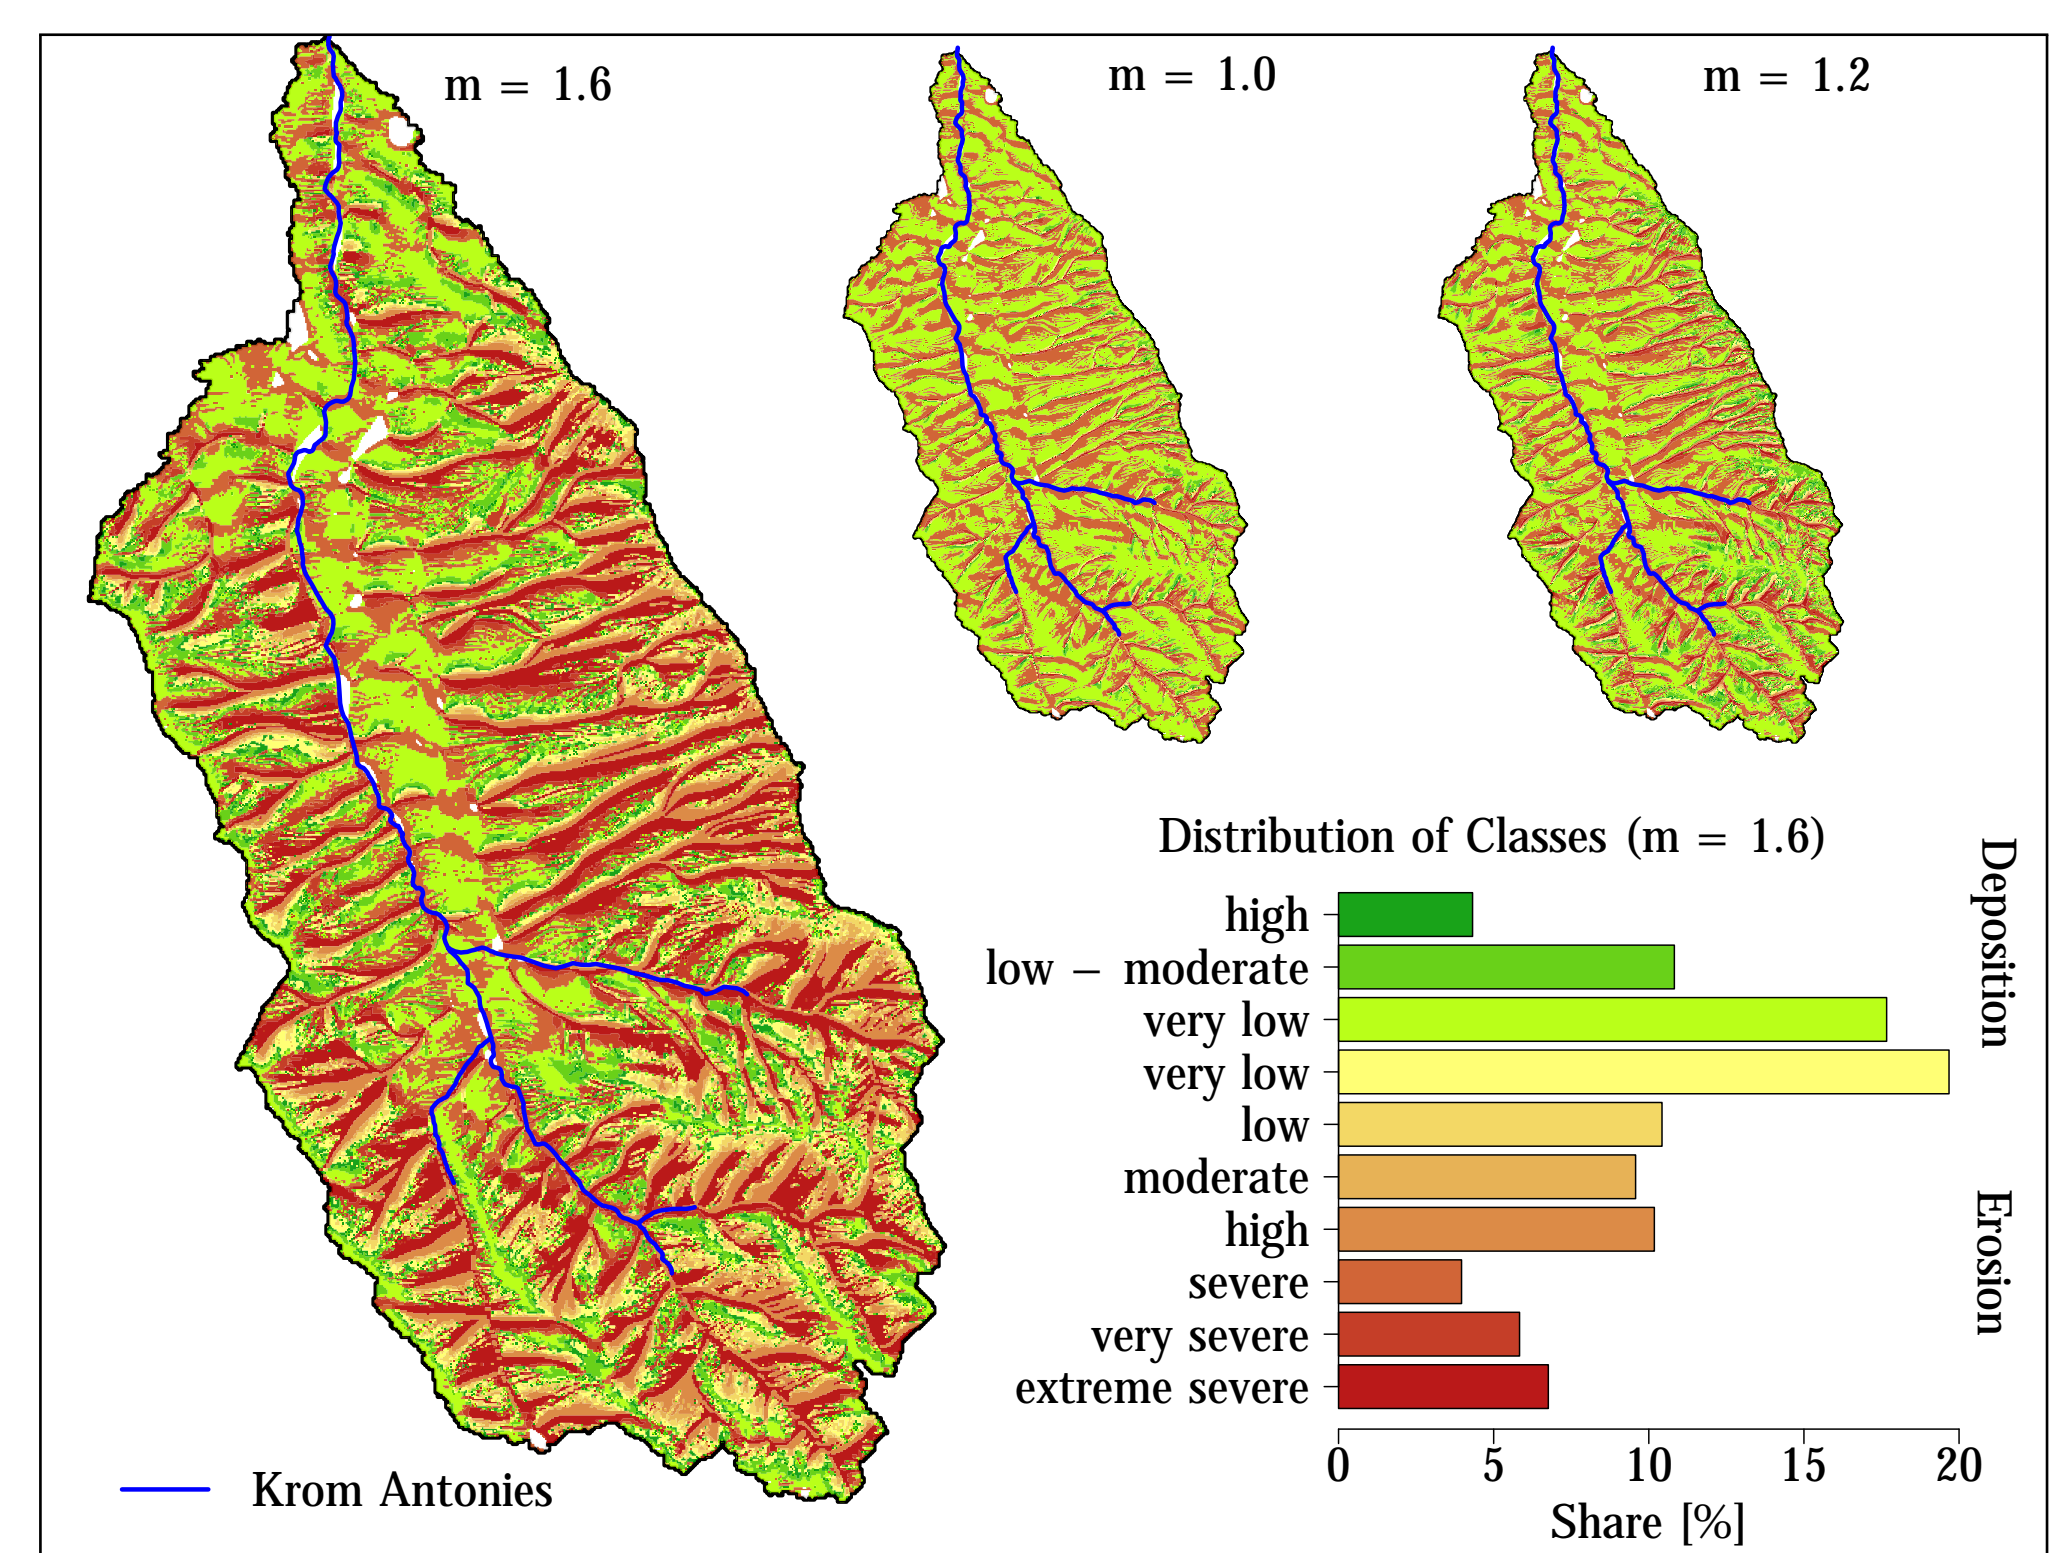 m = 1.6
m = 1.0
m = 1.2
Distribution of Classes (m = 1.6)
high
low – moderate
very low
very low
low
moderate
high
severe
very severe
extreme severe
Deposition
Erosion
0 5 10 15 20
Share [%]
Krom Antonies